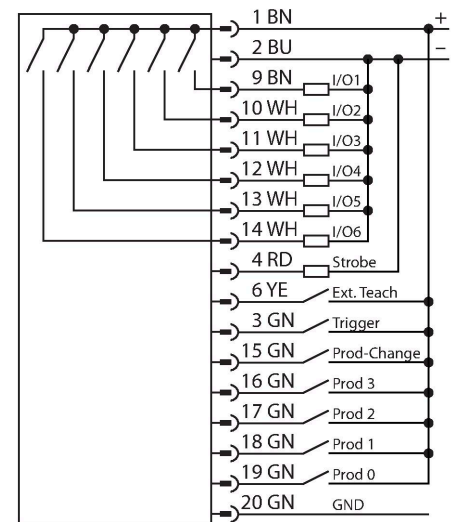 1 BN +
2 BU −
9 BN I/O1
10 WH I/O2
11 WH I/O3
12 WH I/O4
13 WH I/O5
14 WH I/O6
4 RD Strobe
6 YE Ext. Teach
3 GN Trigger
15 GN Prod-Change
16 GN Prod 3
17 GN Prod 2
18 GN Prod 1
19 GN Prod 0
20 GN GND